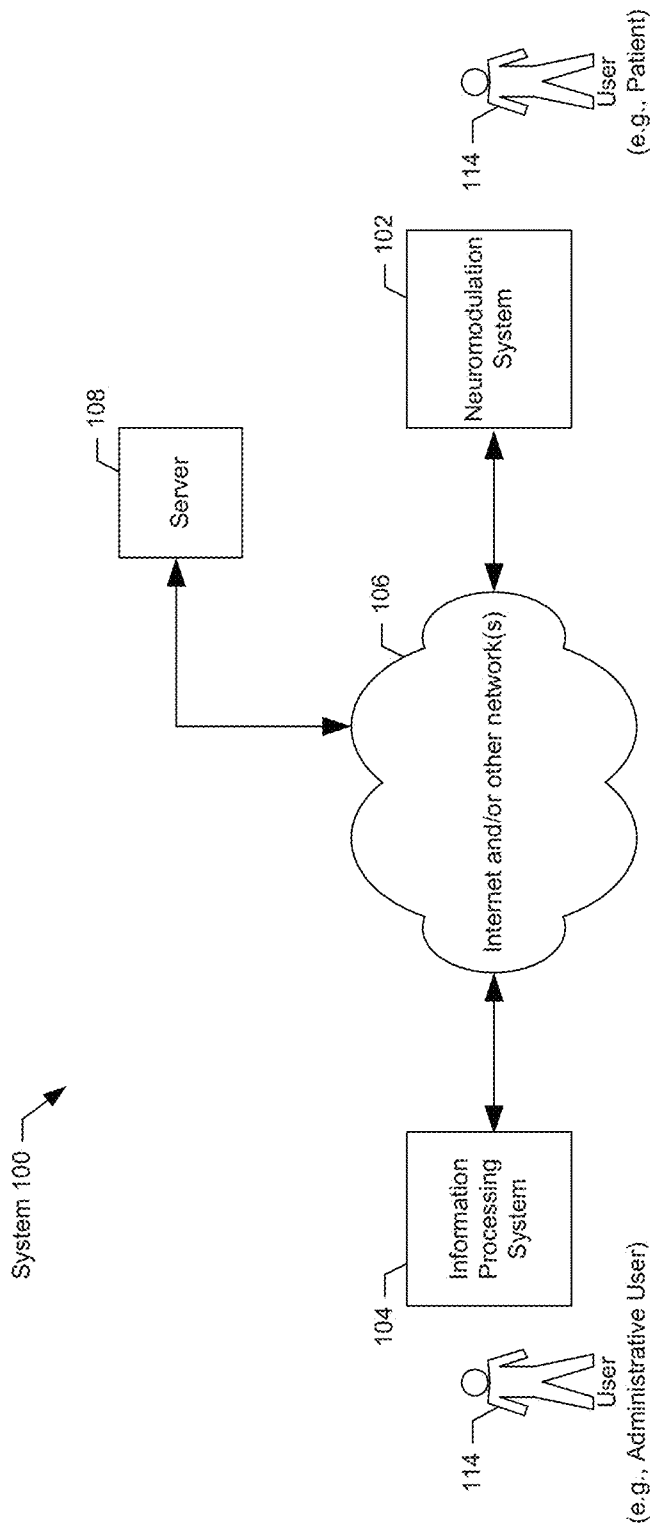 System 100
108
Server
106
Internet and/or other network(s)
104
Information
Processing
System
102
Neuromodulation
System
114
User
(e.g., Administrative User)
114
User
(e.g., Patient)